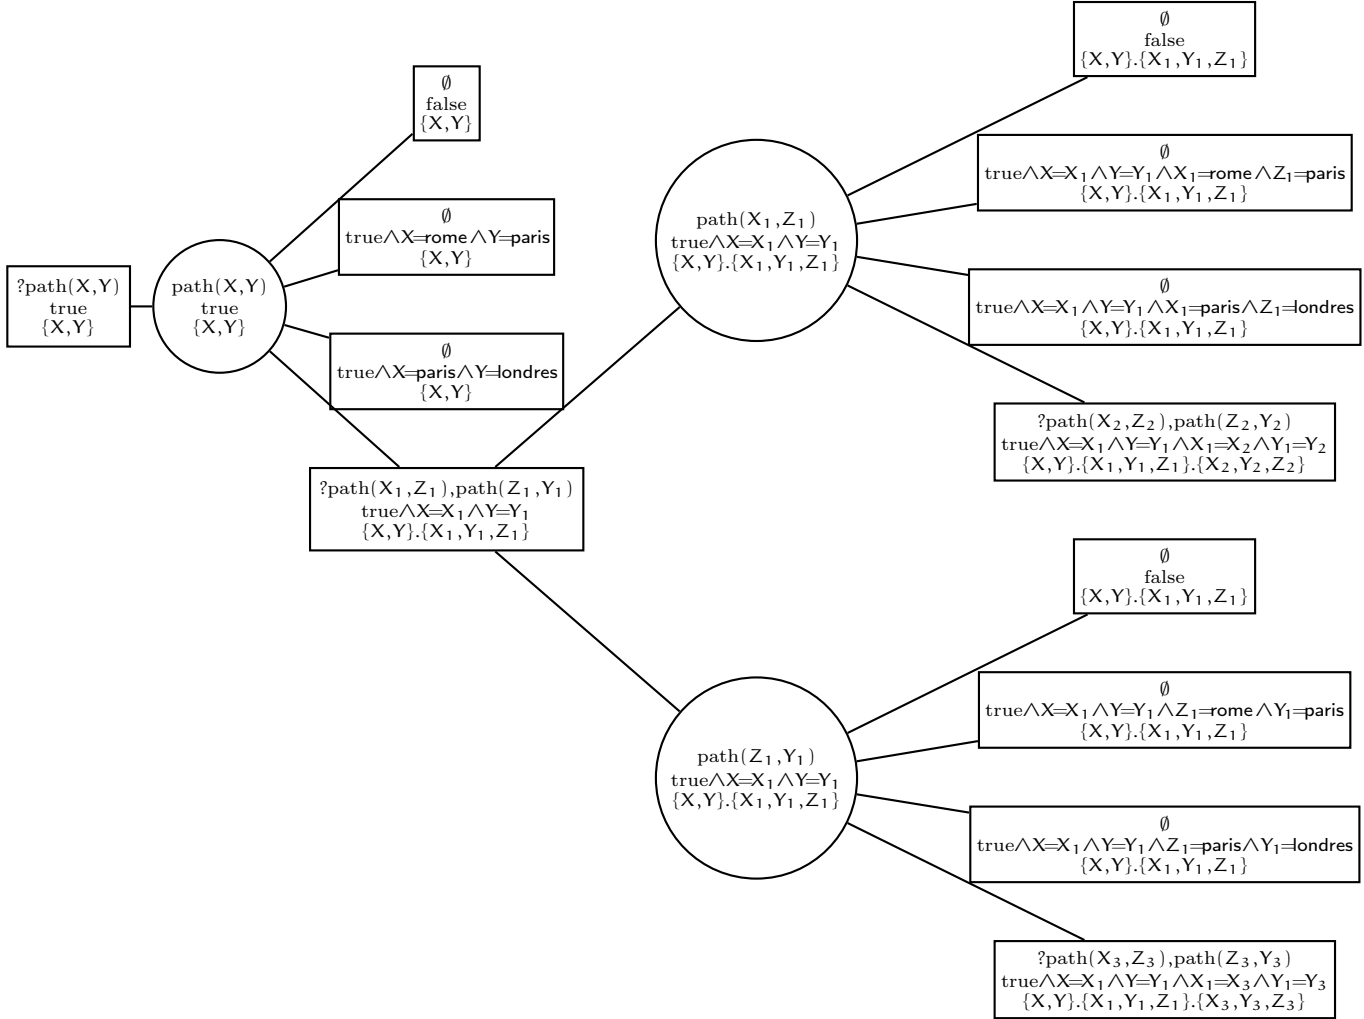 ?path(X,Y)
true
{X,Y}
path(X,Y)
true
{X,Y}
∅
false
{X,Y}
∅
true∧X=rome∧Y=paris
{X,Y}
∅
true∧X=paris∧Y=londres
{X,Y}
?path(X₁,Z₁),path(Z₁,Y₁)
true∧X=X₁∧Y=Y₁
{X,Y}.{X₁,Y₁,Z₁}
path(X₁,Z₁)
true∧X=X₁∧Y=Y₁
{X,Y}.{X₁,Y₁,Z₁}
∅
false
{X,Y}.{X₁,Y₁,Z₁}
∅
true∧X=X₁∧Y=Y₁∧X₁=rome∧Z₁=paris
{X,Y}.{X₁,Y₁,Z₁}
∅
true∧X=X₁∧Y=Y₁∧X₁=paris∧Z₁=londres
{X,Y}.{X₁,Y₁,Z₁}
?path(X₂,Z₂),path(Z₂,Y₂)
true∧X=X₁∧Y=Y₁∧X₁=X₂∧Y₁=Y₂
{X,Y}.{X₁,Y₁,Z₁}.{X₂,Y₂,Z₂}
path(Z₁,Y₁)
true∧X=X₁∧Y=Y₁
{X,Y}.{X₁,Y₁,Z₁}
∅
false
{X,Y}.{X₁,Y₁,Z₁}
∅
true∧X=X₁∧Y=Y₁∧Z₁=rome∧Y₁=paris
{X,Y}.{X₁,Y₁,Z₁}
∅
true∧X=X₁∧Y=Y₁∧Z₁=paris∧Y₁=londres
{X,Y}.{X₁,Y₁,Z₁}
?path(X₃,Z₃),path(Z₃,Y₃)
true∧X=X₁∧Y=Y₁∧X₁=X₃∧Y₁=Y₃
{X,Y}.{X₁,Y₁,Z₁}.{X₃,Y₃,Z₃}